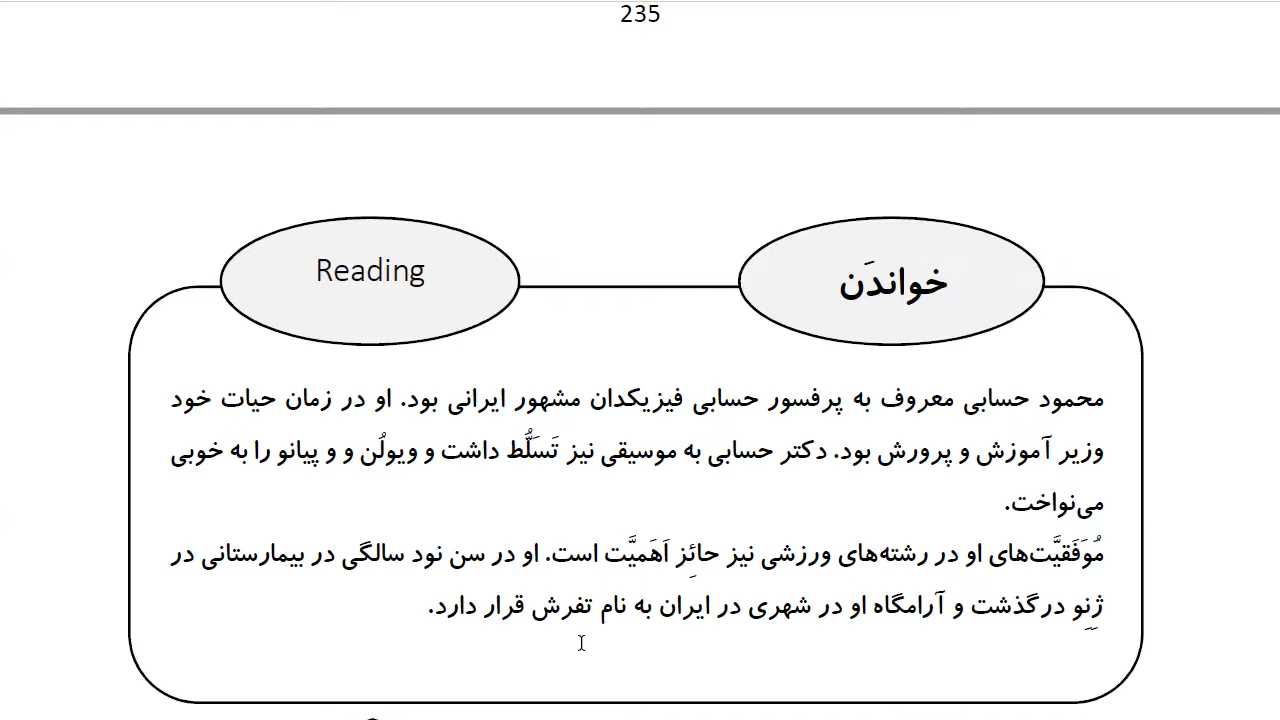 235
Reading
خواندَن
محمود حسابی معروف به پرفسور حسابی فیزیکدان مشهور ایرانی بود. او در زمان حیات خود
وزیر آموزش و پرورش بود. دکتر حسابی به موسیقی نیز تَسَلُّط داشت و ویولُن و و پیانو را به خوبی
می‌نواخت.
مُوَفَقیَّت‌های او در رشته‌های ورزشی نیز حائِز اَهَمیَّت است. او در سن نود سالگی در بیمارستانی در
ژِنِو درگذشت و آرامگاه او در شهری در ایران به نام تفرش قرار دارد.